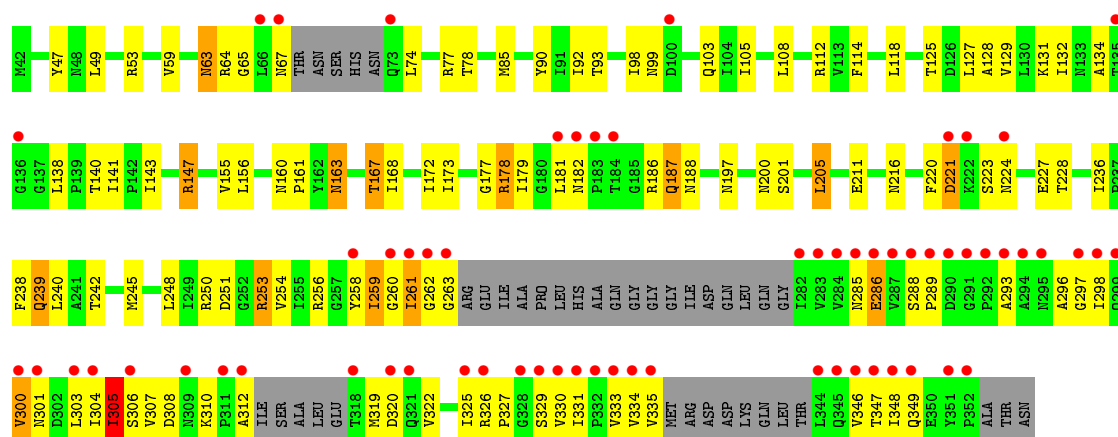 M42 Y47 N48 L49 R53 V59 N63 R64 G65 L66 N67 THR ASN SER HIS ASN Q73 L74 R77 T78 M85 Y90 I91 I92 T93 I98 N99 D100 Q103 I104 I105 L108 R112 V113 F114 L118 T125 D126 L127 A128 V129 L130 K131 I132 N133 A134 T135
G136 G137 L138 P139 T140 I141 P142 I143 R147 V155 L156 N160 P161 Y162 N163 T167 I168 I172 I173 G177 R178 I179 G180 L181 N182 P183 T184 G185 R186 Q187 N188 N197 N200 S201 L205 E211 N216 F220 D221 K222 S223 N224 E227 T228 I236
F238 Q239 L240 A241 T242 M245 L248 I249 R250 D251 G252 R253 V254 I255 R256 G257 Y258 I259 G260 I261 G262 G263 ARG GLU ILE ALA PRO LEU HIS ALA GLN GLY GLY GLY ILE ASP GLN LEU GLN GLY I282 V283 V284 N285 E286 V287 S288 P289 D290 G291 P292 A293 A294 N295 A296 G297 I298
V300 N301 D302 L303 I304 I305 S306 V307 D308 N309 K310 P311 A312 ILE SER ALA LEU GLU T318 M319 D320 Q321 V322 I325 R326 P327 G328 S329 V330 I331 P332 V333 V334 V335 MET ARG ASP ASP LYS GLN LEU THR L344 Q345 V346 T347 I348 Q349 E350 Y351 P352 ALA THR ASN